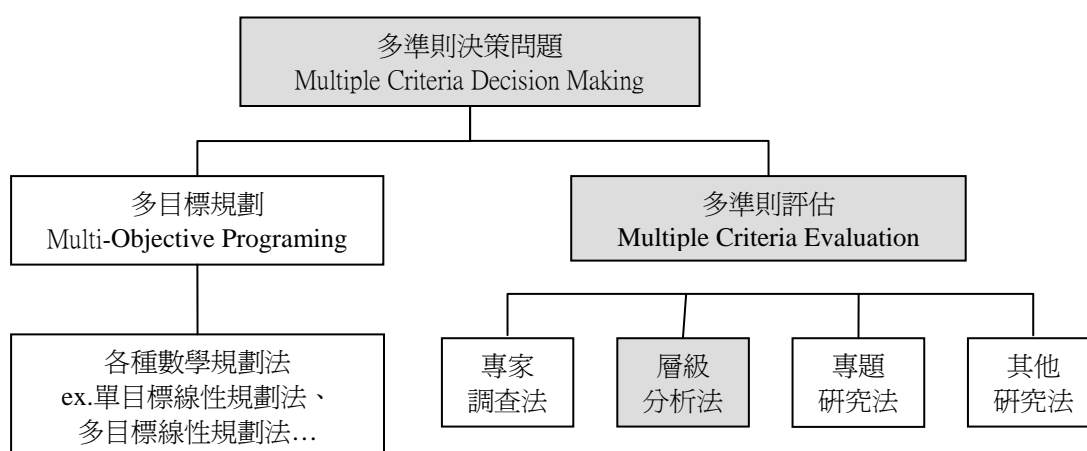 多準則決策問題
Multiple Criteria Decision Making
多目標規劃
Multi-Objective Programing
多準則評估
Multiple Criteria Evaluation
各種數學規劃法
ex.單目標線性規劃法、
多目標線性規劃法…
專家
調查法
層級
分析法
專題
研究法
其他
研究法